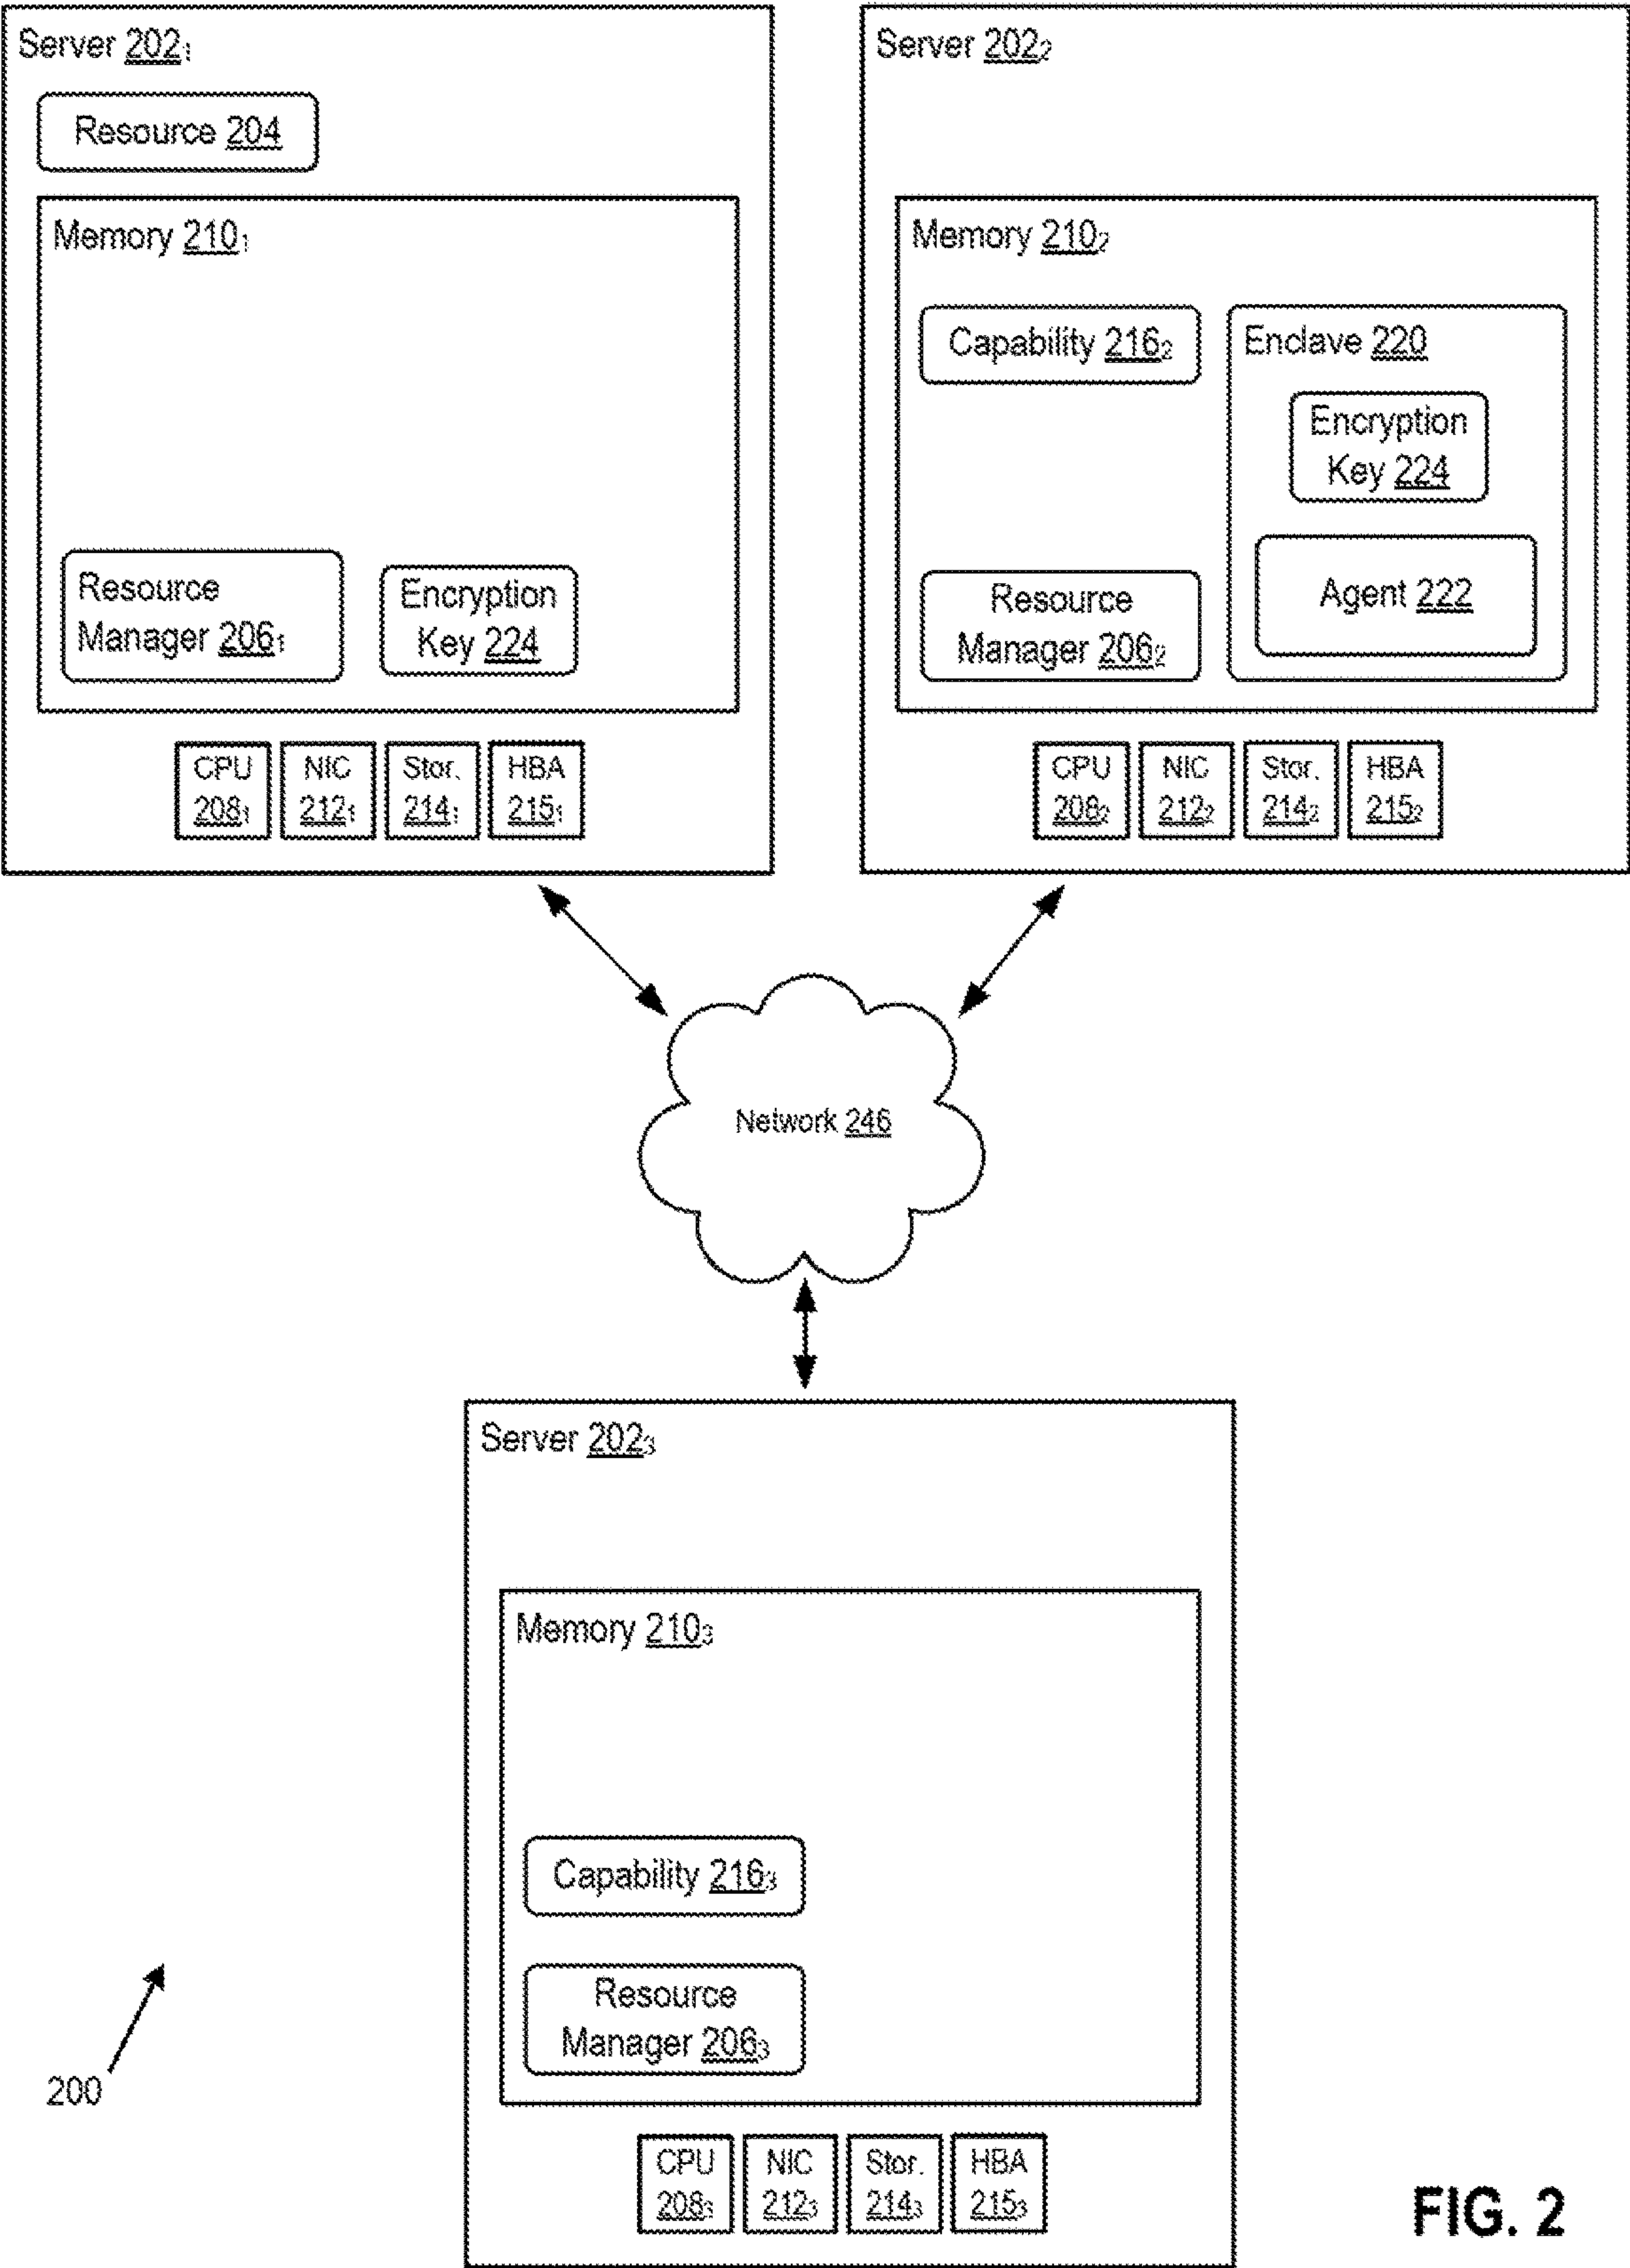 Server 202₁
Resource 204
Memory 210₁
Resource
Manager 206₁
Encryption
Key 224
CPU
208₁
NIC
212₁
Stor.
214₁
HBA
215₁
Server 202₂
Memory 210₂
Capability 216₂
Enclave 220
Encryption
Key 224
Agent 222
Resource
Manager 206₂
CPU
208₂
NIC
212₂
Stor.
214₂
HBA
215₂
Network 246
Server 202₃
Memory 210₃
Capability 216₃
Resource
Manager 206₃
CPU
208₃
NIC
212₃
Stor.
214₃
HBA
215₃
200
FIG. 2